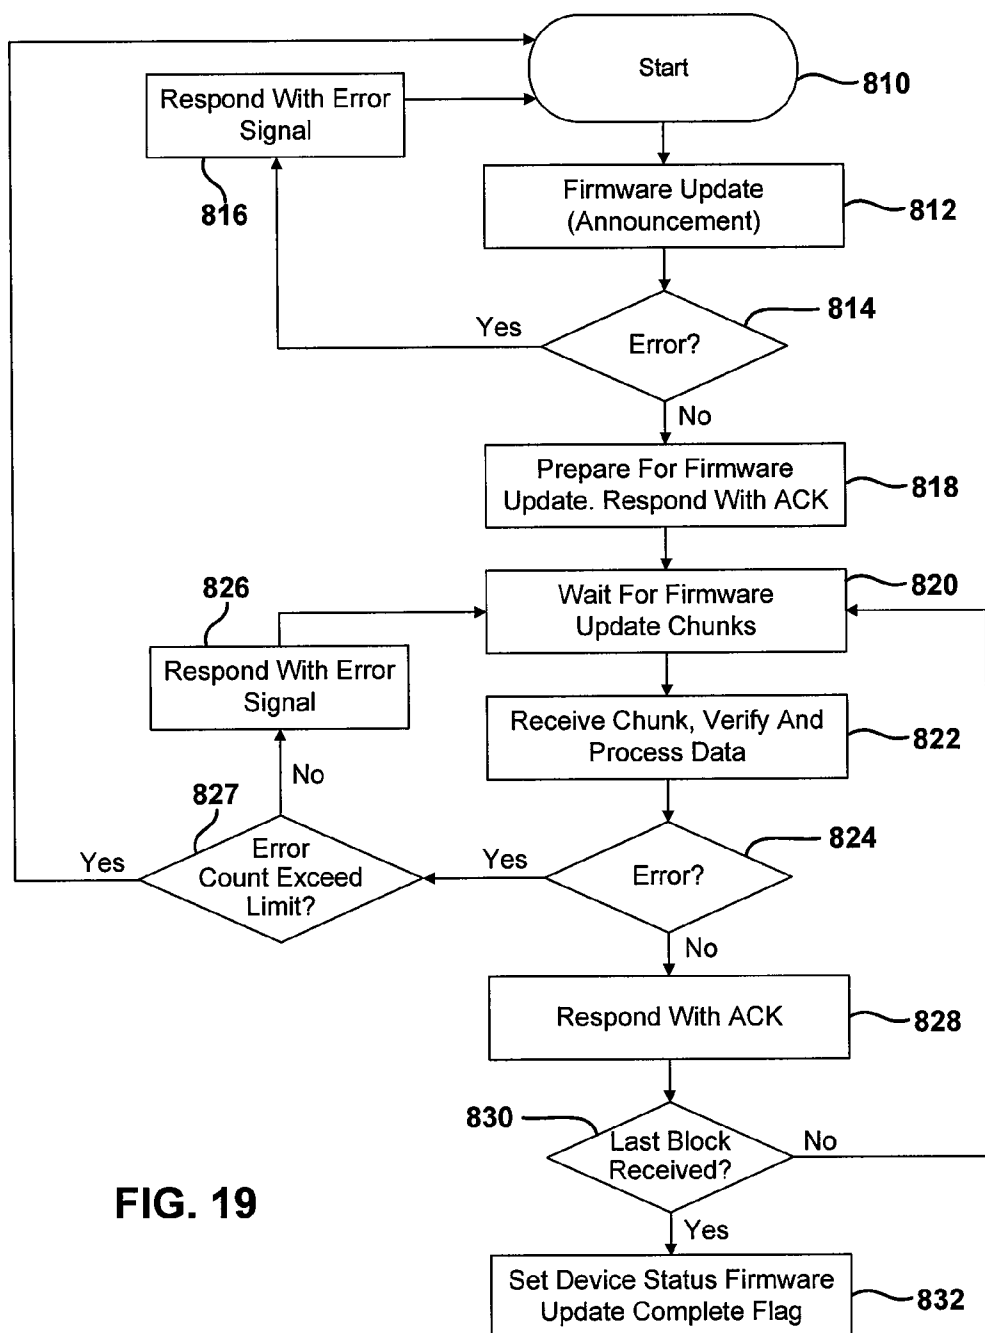 Start
810
Respond With Error
Signal
816
Firmware Update
(Announcement)
812
814
Yes
Error?
No
Prepare For Firmware
Update. Respond With ACK
818
826
Wait For Firmware
Update Chunks
820
Respond With Error
Signal
Receive Chunk, Verify And
Process Data
822
No
827
824
Yes
Error
Count Exceed
Limit?
Yes
Error?
No
Respond With ACK
828
830
Last Block
Received?
No
FIG. 19
Yes
Set Device Status Firmware
Update Complete Flag
832